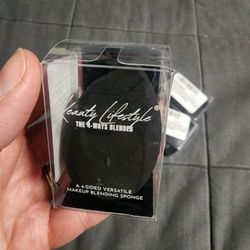 Beauty Lifestyle®
THE 4-WAYS BLENDER
A 4-SIDED VERSATILE
MAKEUP BLENDING SPONGE